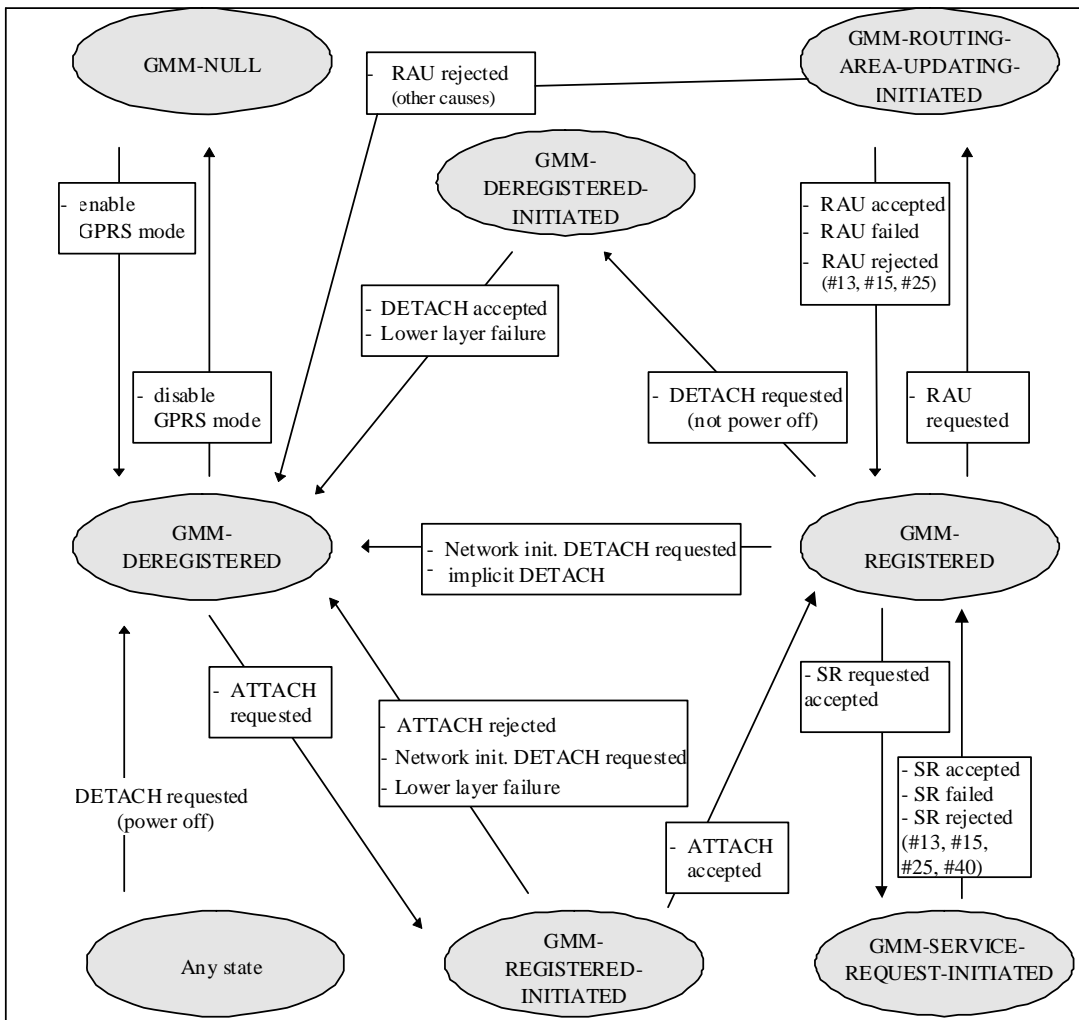 GMM-NULL
- RAU rejected
(other causes)
GMM-ROUTING-
AREA-UPDATING-
INITIATED
GMM-
DEREGISTERED-
INITIATED
- enable
GPRS mode
- RAU accepted
- RAU failed
- RAU rejected
(#13, #15, #25)
- DETACH accepted
- Lower layer failure
- disable
GPRS mode
- DETACH requested
(not power off)
- RAU
requested
GMM-
DEREGISTERED
- Network init. DETACH requested
- implicit DETACH
GMM-
REGISTERED
- ATTACH
requested
- ATTACH rejected
- Network init. DETACH requested
- Lower layer failure
- SR requested
accepted
DETACH requested
(power off)
- ATTACH
accepted
- SR accepted
- SR failed
- SR rejected
(#13, #15,
#25, #40)
Any state
GMM-
REGISTERED-
INITIATED
GMM-SERVICE-
REQUEST-INITIATED